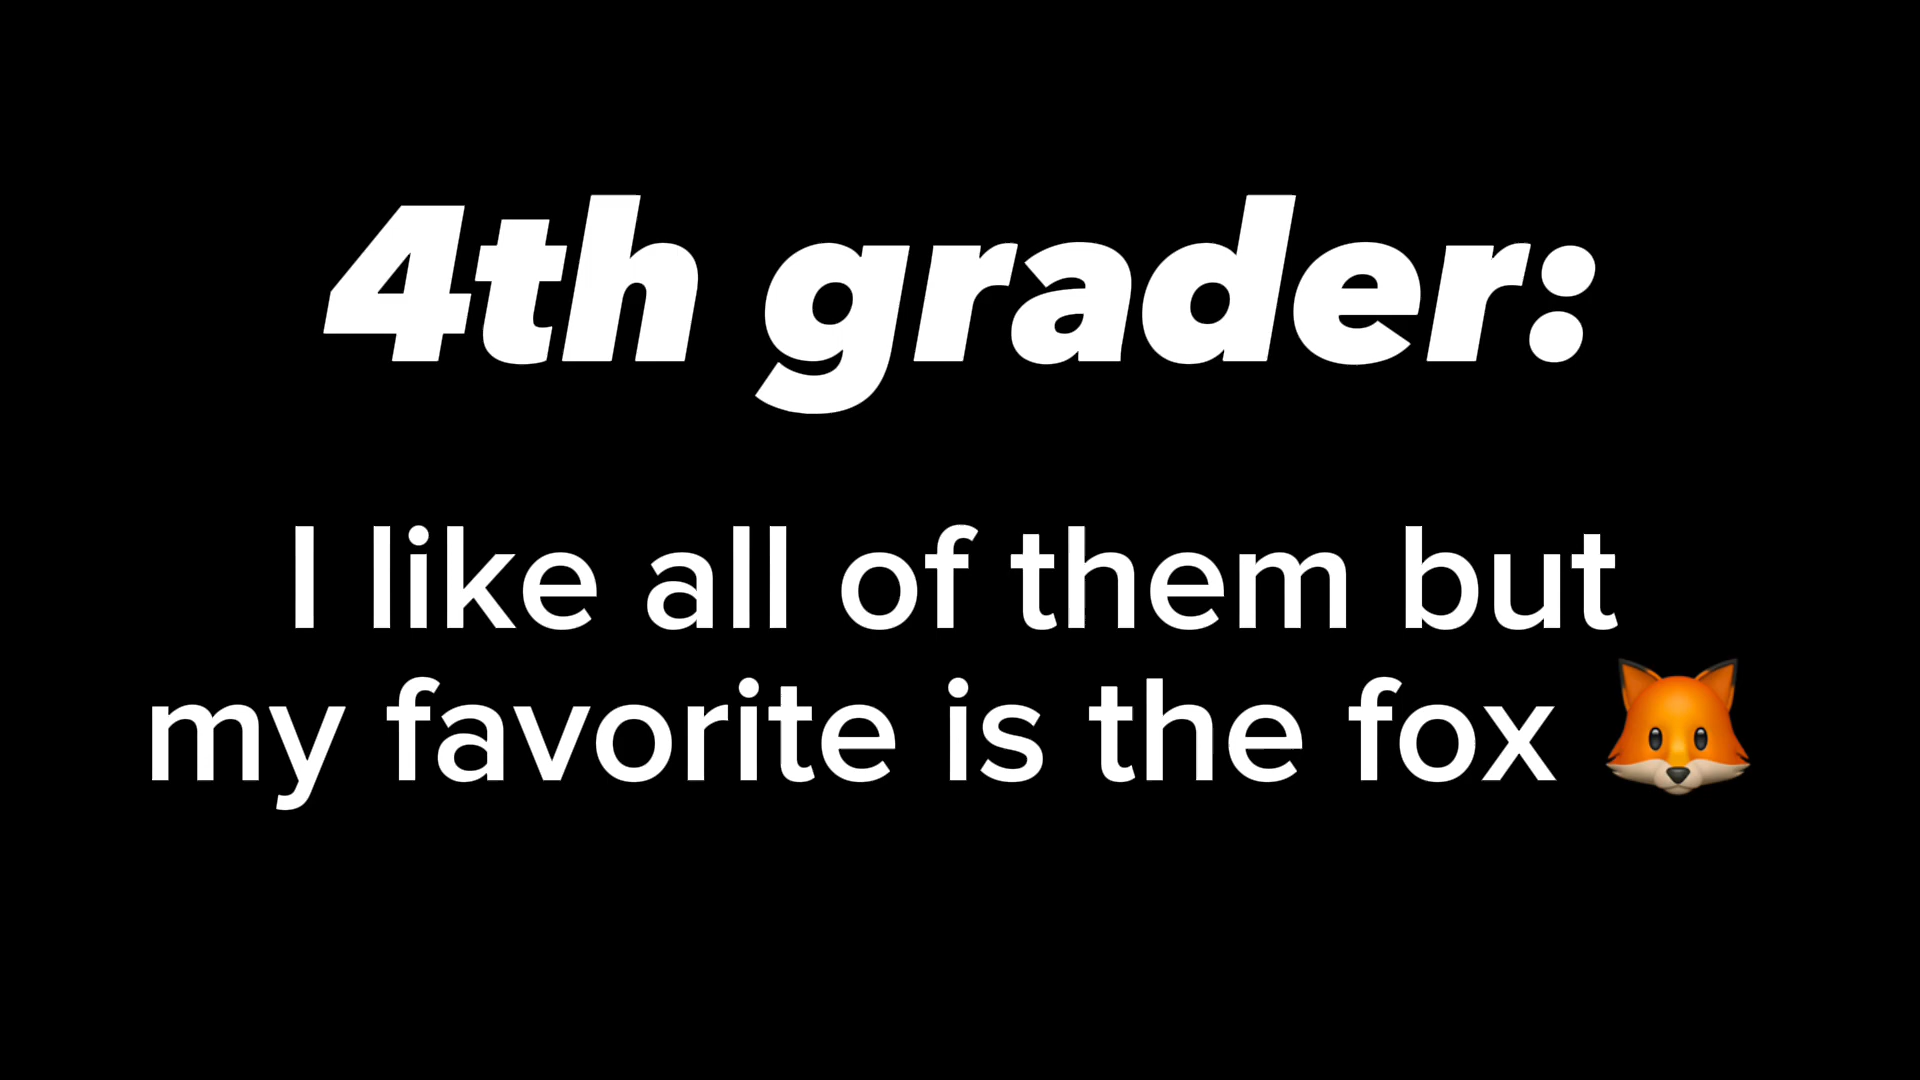 4th grader:
I like all of them but
my favorite is the fox 🦊